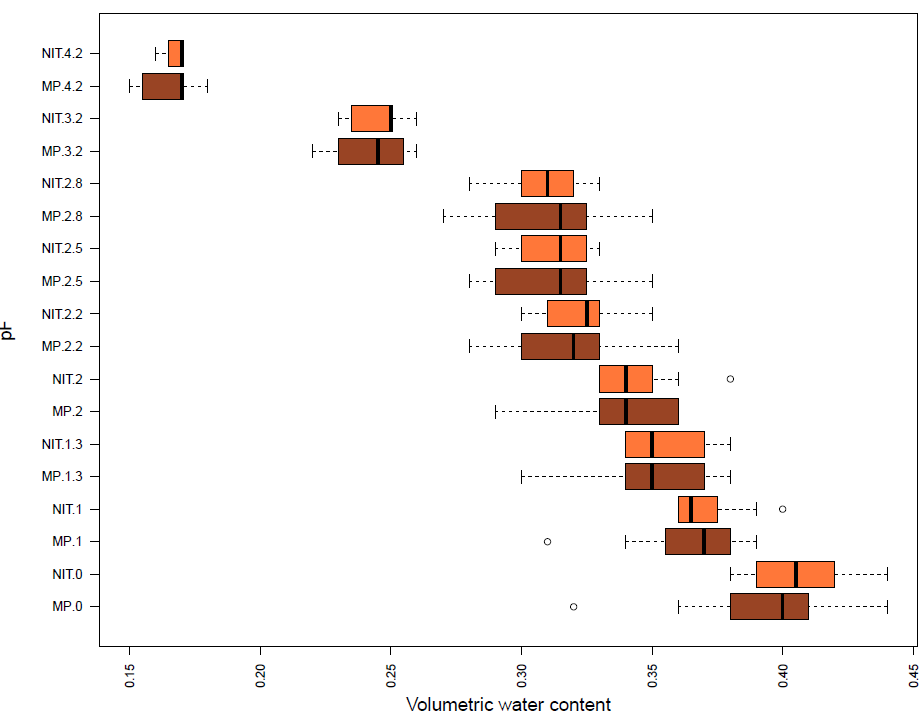 NIT.4.2
MP.4.2
NIT.3.2
MP.3.2
NIT.2.8
MP.2.8
NIT.2.5
MP.2.5
NIT.2.2
MP.2.2
NIT.2
MP.2
NIT.1.3
MP.1.3
NIT.1
MP.1
NIT.0
MP.0
pF
0.15 0.20 0.25 0.30 0.35 0.40 0.45
Volumetric water content